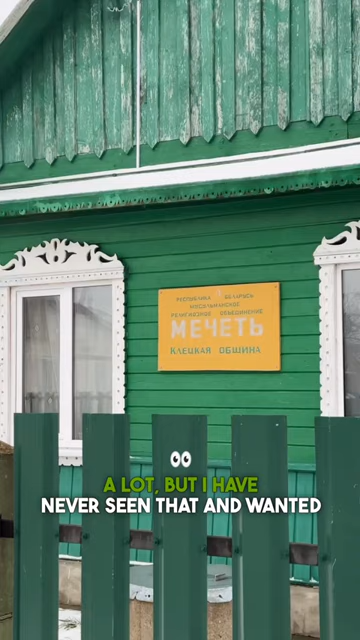 РЕСПУБЛИКА БЕЛАРУСЬ
МУСУЛЬМАНСКОЕ
РЕЛИГИОЗНОЕ ОБЪЕДИНЕНИЕ
МЕЧЕТЬ
КЛЕЦКАЯ ОБЩИНА
A LOT, BUT I HAVE
NEVER SEEN THAT AND WANTED